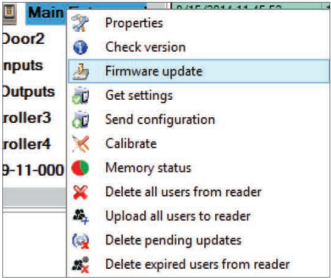 Main
Properties
Door2
Check version
nputs
Firmware update
Outputs
Get settings
roller3
Send configuration
roller4
Calibrate
9-11-000
Memory status
Delete all users from reader
Upload all users to reader
Delete pending updates
Delete expired users from reader